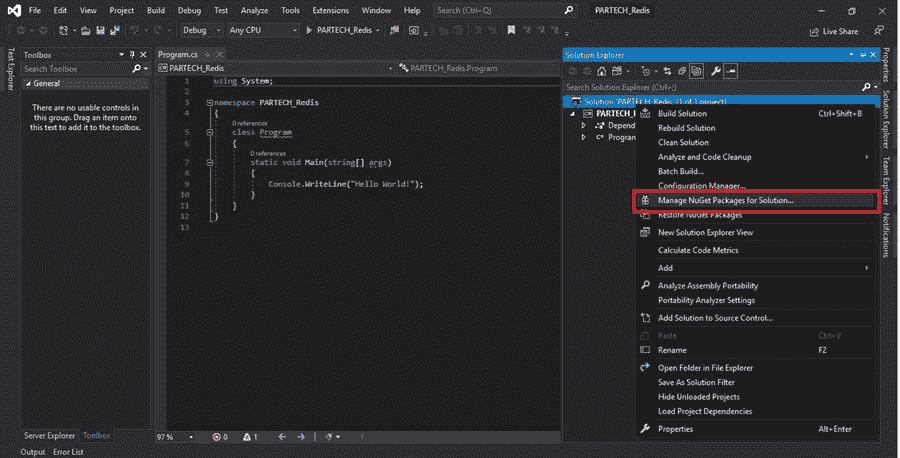 File Edit View Project Build Debug Test Analyze Tools Extensions Window Help Search (Ctrl+Q) PARTECH_Redis
Debug Any CPU PARTECH_Redis Live Share
Test Explorer
Toolbox
Search Toolbox
General
There are no usable controls
in this group. Drag an item onto
this text to add it to the toolbox.
Server Explorer Toolbox
Program.cs
PARTECH_Redis PARTECH_Redis.Program
1 using System;
2
3 namespace PARTECH_Redis
4 {
0 references
5 class Program
6 {
0 references
7 static void Main(string[] args)
8 {
9 Console.WriteLine("Hello World!");
10 }
11 }
12 }
13
97 % 0 1
Solution Explorer
Search Solution Explorer (Ctrl+;)
Solution 'PARTECH_Redis' (1 of 1 project)
PARTECH_R
Depend
Program
Build Solution Ctrl+Shift+B
Rebuild Solution
Clean Solution
Analyze and Code Cleanup
Batch Build...
Configuration Manager...
Manage NuGet Packages for Solution...
Restore NuGet Packages
New Solution Explorer View
Calculate Code Metrics
Add
Analyze Assembly Portability
Portability Analyzer Settings
Add Solution to Source Control...
Paste Ctrl+V
Rename F2
Open Folder in File Explorer
Save As Solution Filter
Hide Unloaded Projects
Load Project Dependencies
Properties Alt+Enter
Properties
Solution Explorer
Team Explorer
Notifications
Output Error List